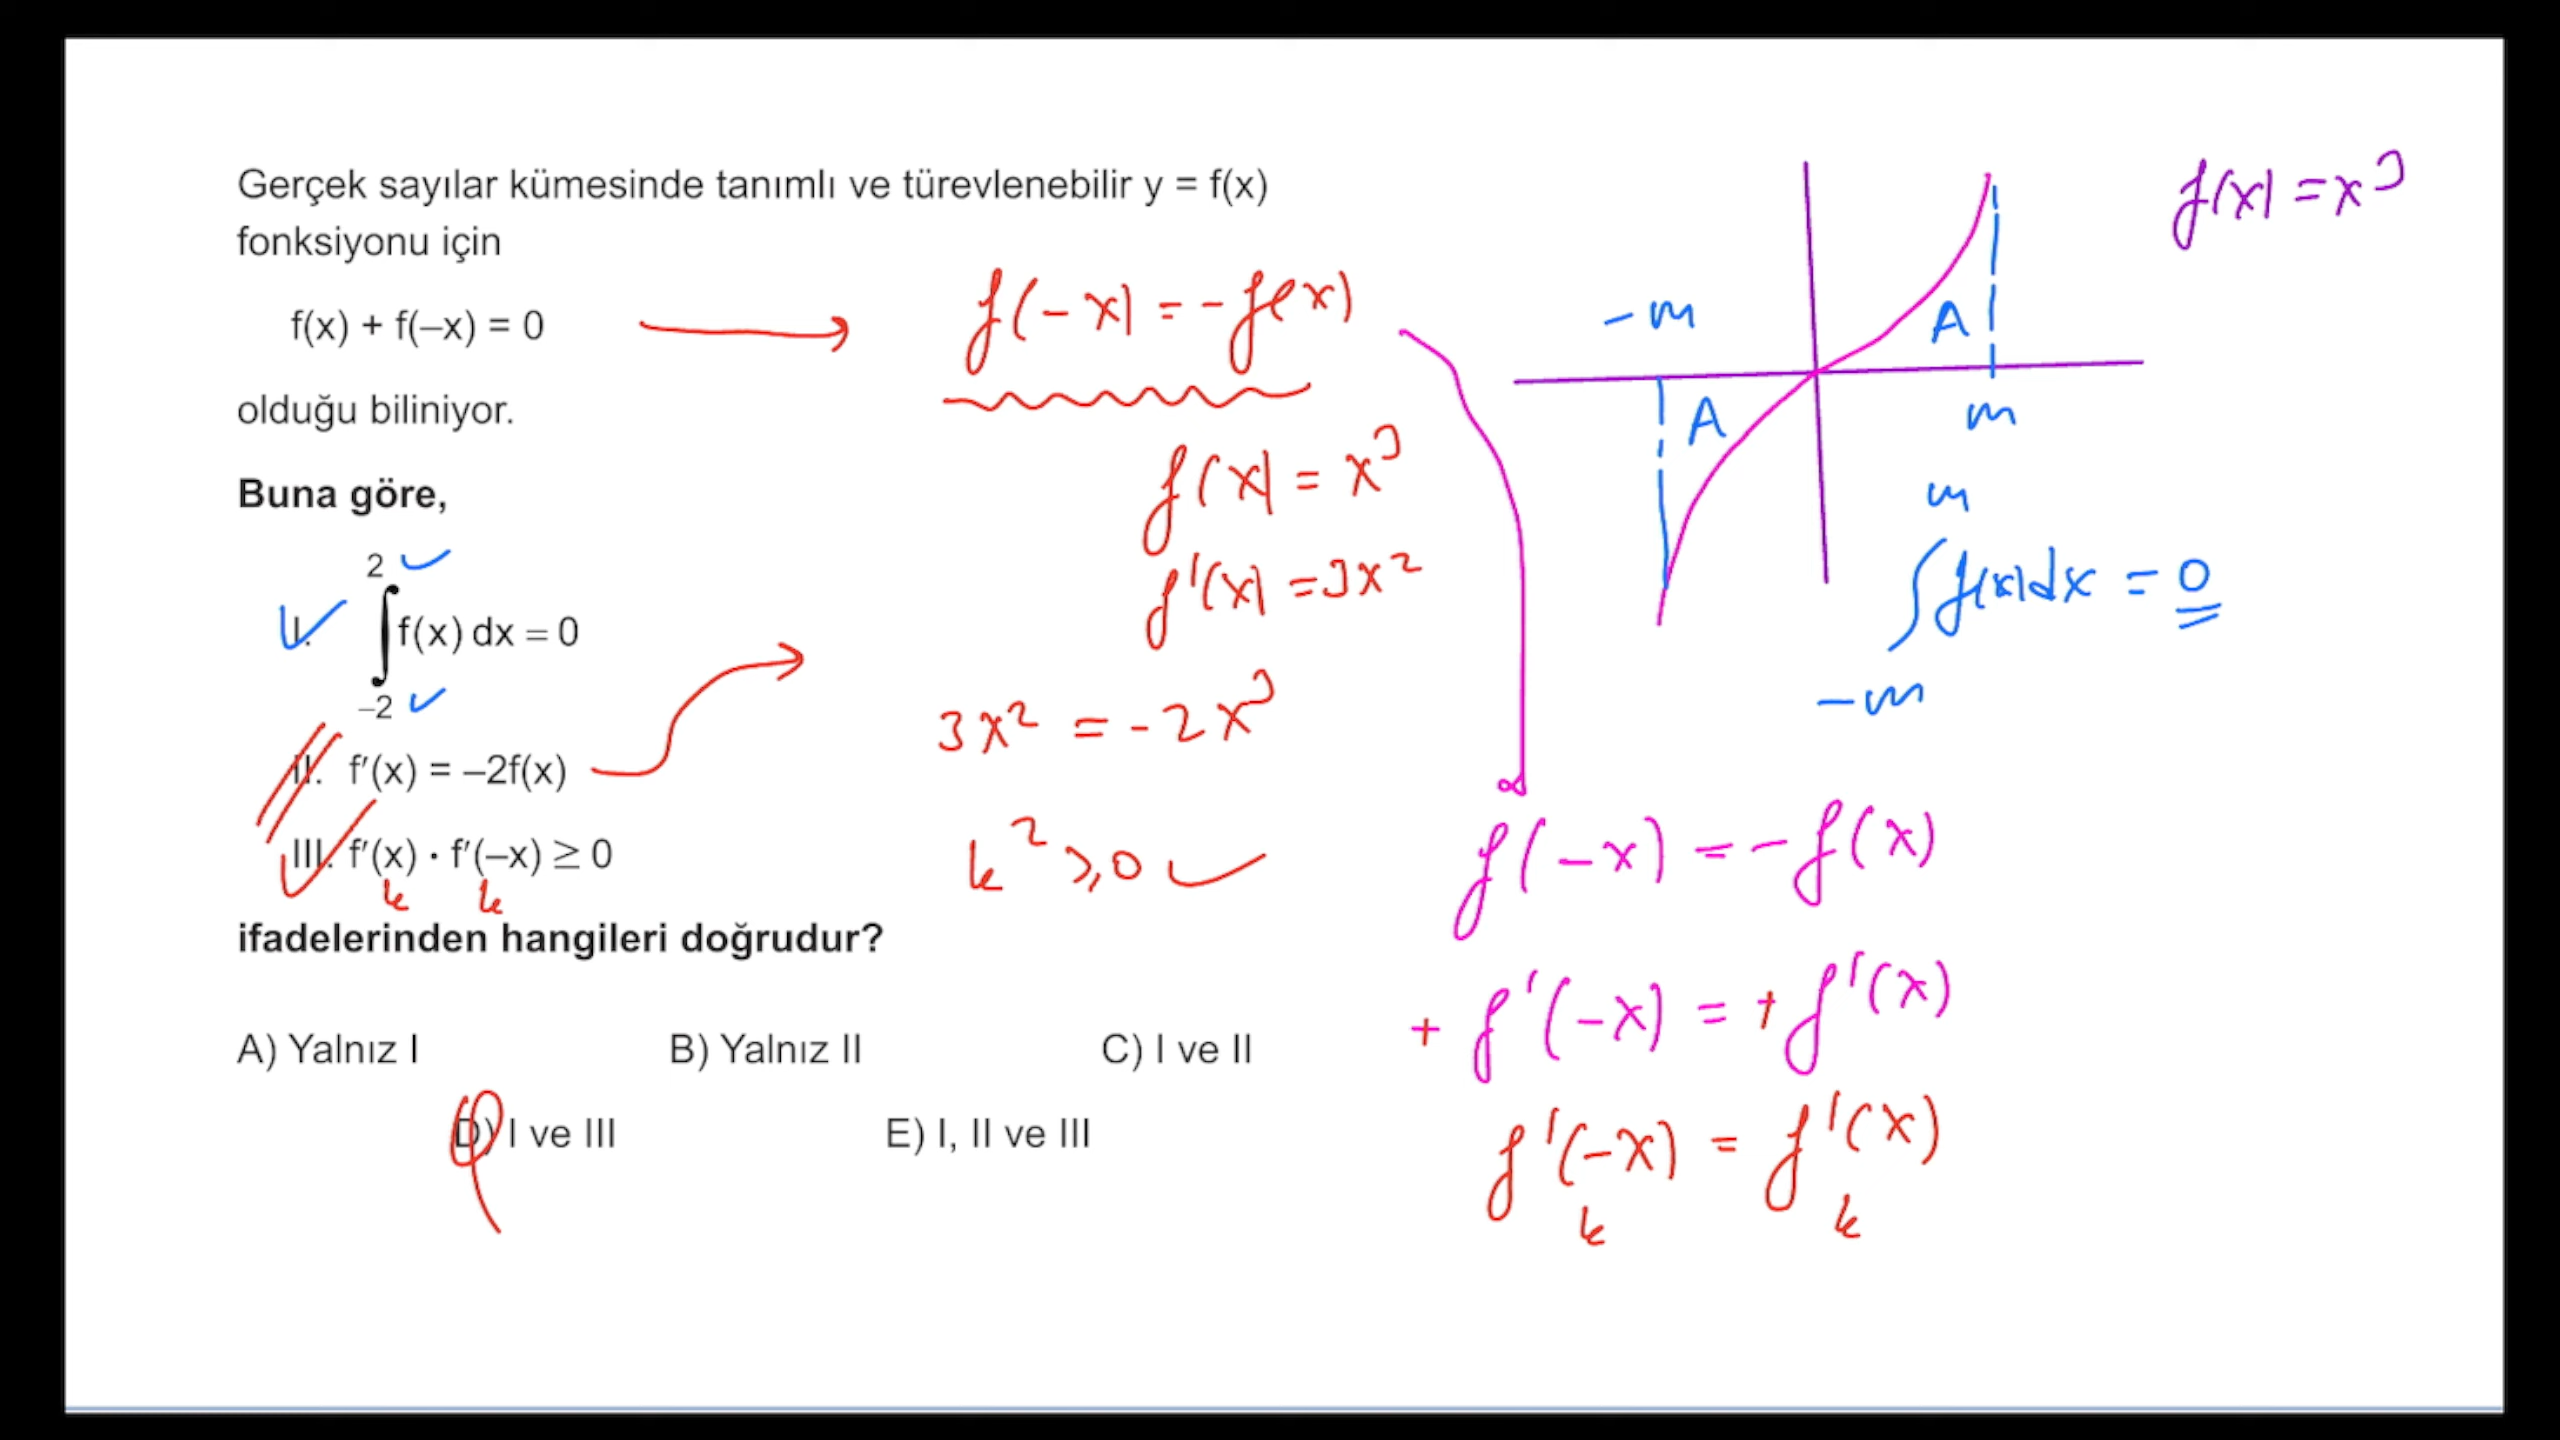 Gerçek sayılar kümesinde tanımlı ve türevlenebilir y = f(x)
fonksiyonu için
f(x) + f(–x) = 0
f(-x) = -f(x)
olduğu biliniyor.
Buna göre,
I. ∫_{–2}^{2} f(x) dx = 0
II. f′(x) = –2f(x)
III. f′(x) · f′(–x) ≥ 0
k k
ifadelerinden hangileri doğrudur?
A) Yalnız I B) Yalnız II C) I ve II
D) I ve III E) I, II ve III
f(x) = x³
f'(x) = 3x²
3x² = -2x³
k² ≥ 0 ✓
f(x) = x³
-m
A
A
m
∫_{-m}^{m} f(x)dx = 0
f(-x) = -f(x)
+ f'(-x) = + f'(x)
f'(-x) = f'(x)
k k